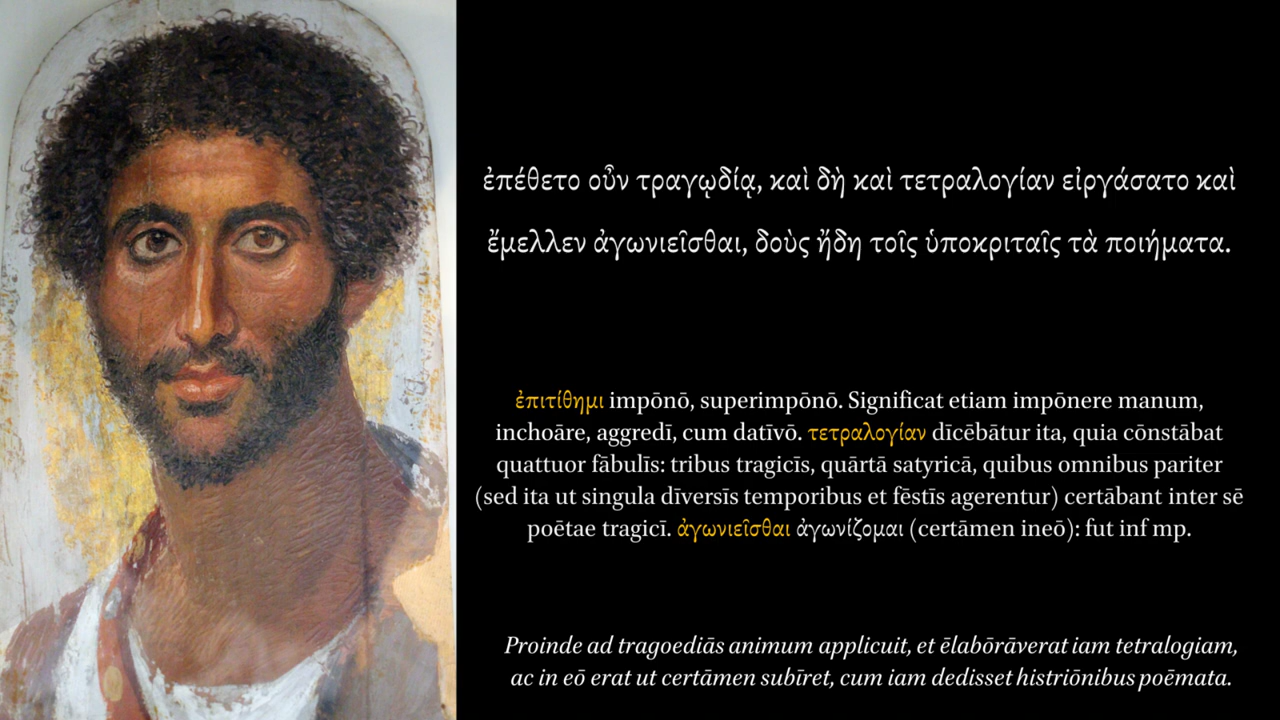 ἐπέθετο οὖν τραγῳδίᾳ, καὶ δὴ καὶ τετραλογίαν εἰργάσατο καὶ
ἔμελλεν ἀγωνιεῖσθαι, δοὺς ἤδη τοῖς ὑποκριταῖς τὰ ποιήματα.
ἐπιτίθημι impōnō, superimpōnō. Significat etiam impōnere manum,
inchoāre, aggredī, cum datīvō. τετραλογίαν dīcēbātur ita, quia cōnstābat
quattuor fābulīs: tribus tragicīs, quārtā satyricā, quibus omnibus pariter
(sed ita ut singula dīversīs temporibus et fēstīs agerentur) certābant inter sē
poētae tragicī. ἀγωνιεῖσθαι ἀγωνίζομαι (certāmen ineō): fut inf mp.
Proinde ad tragoediās animum applicuit, et ēlabōrāverat iam tetralogiam,
ac in eō erat ut certāmen subīret, cum iam dedisset histriōnibus poēmata.